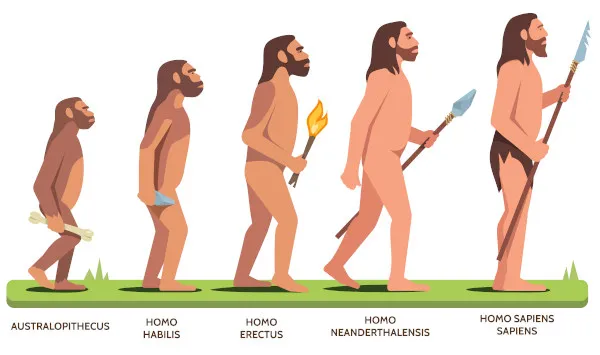 AUSTRALOPITHECUS
HOMO
HABILIS
HOMO
ERECTUS
HOMO
NEANDERTHALENSIS
HOMO SAPIENS
SAPIENS